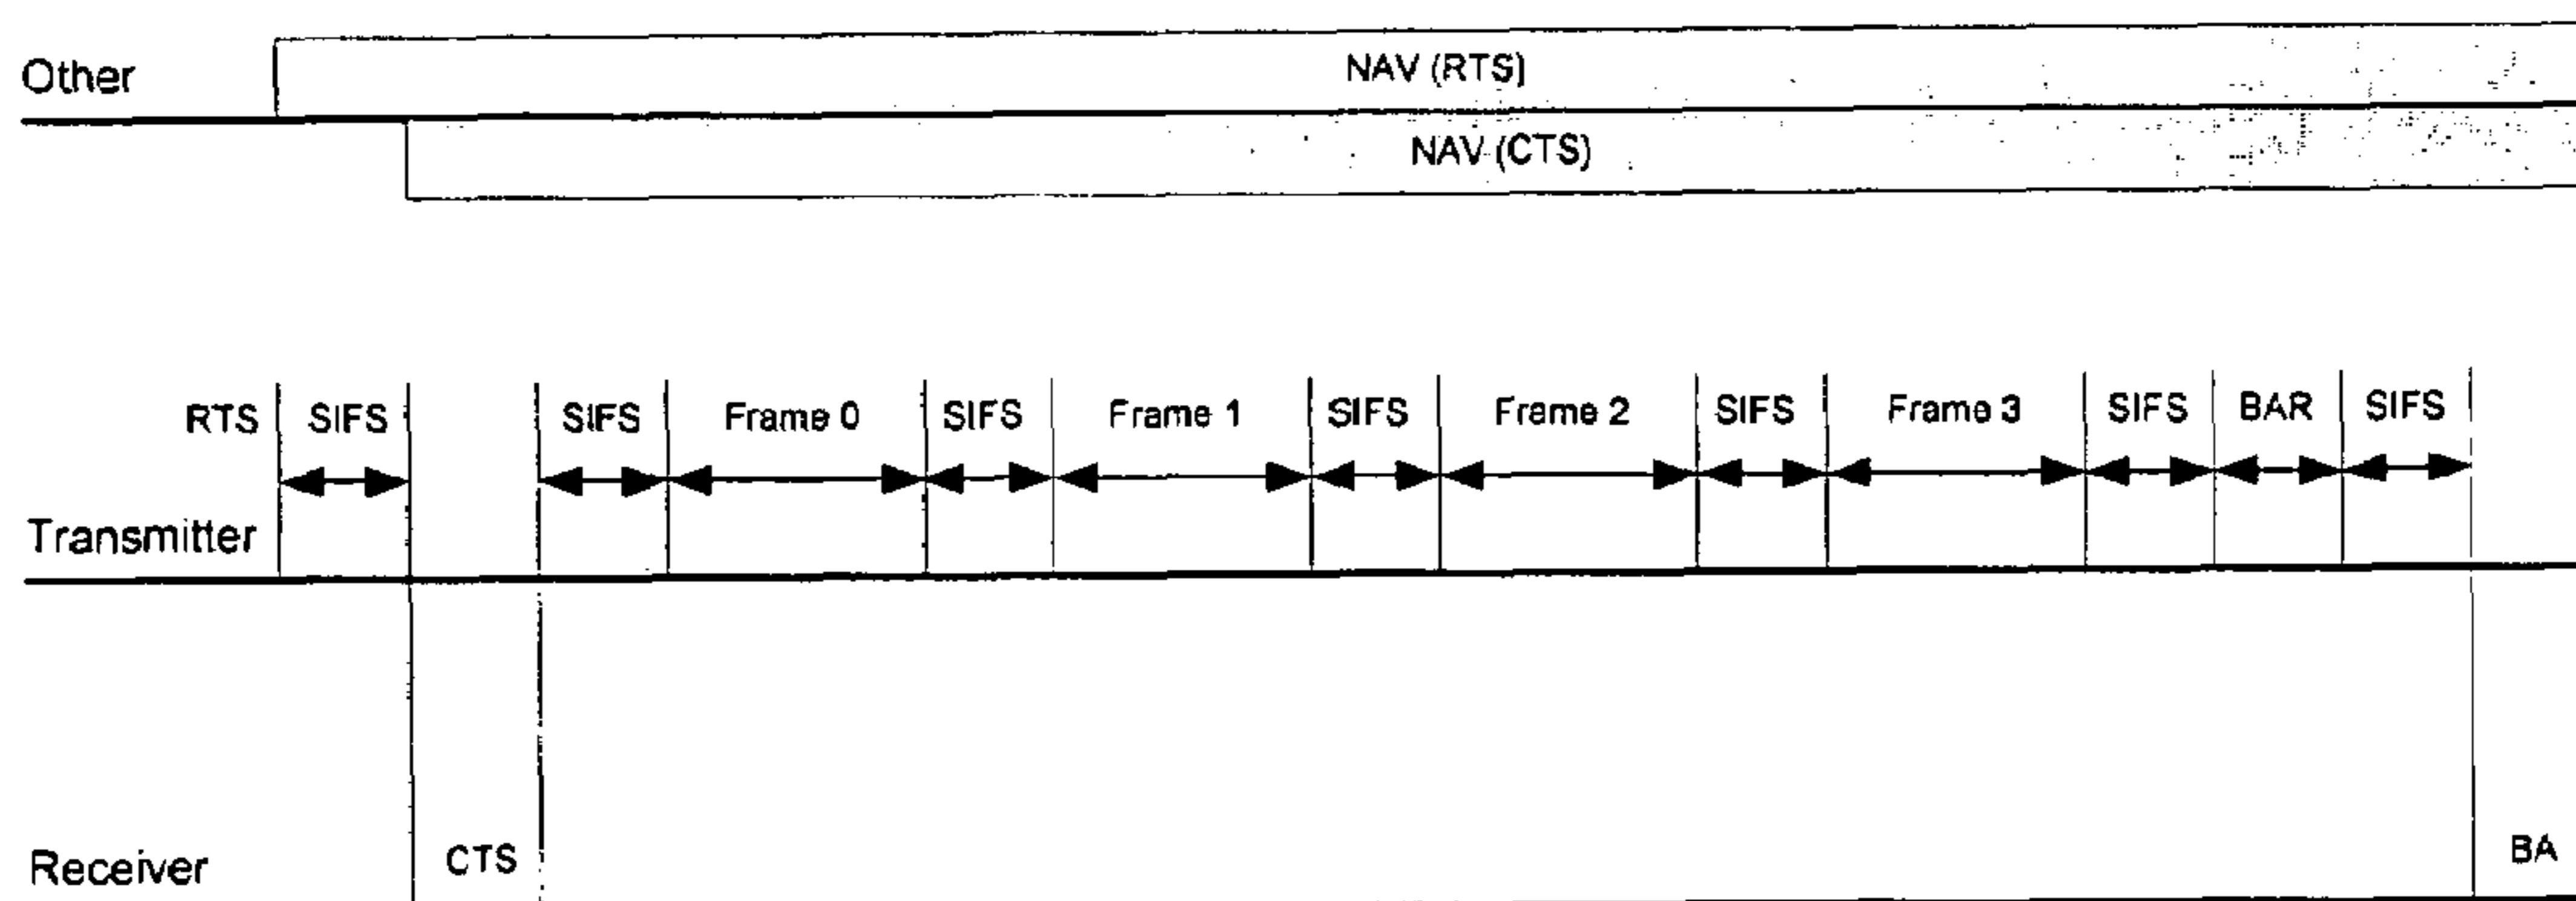 Other
NAV (RTS)
NAV (CTS)
RTS SIFS SIFS Frame 0 SIFS Frame 1 SIFS Frame 2 SIFS Frame 3 SIFS BAR SIFS
Transmitter
Receiver CTS BA